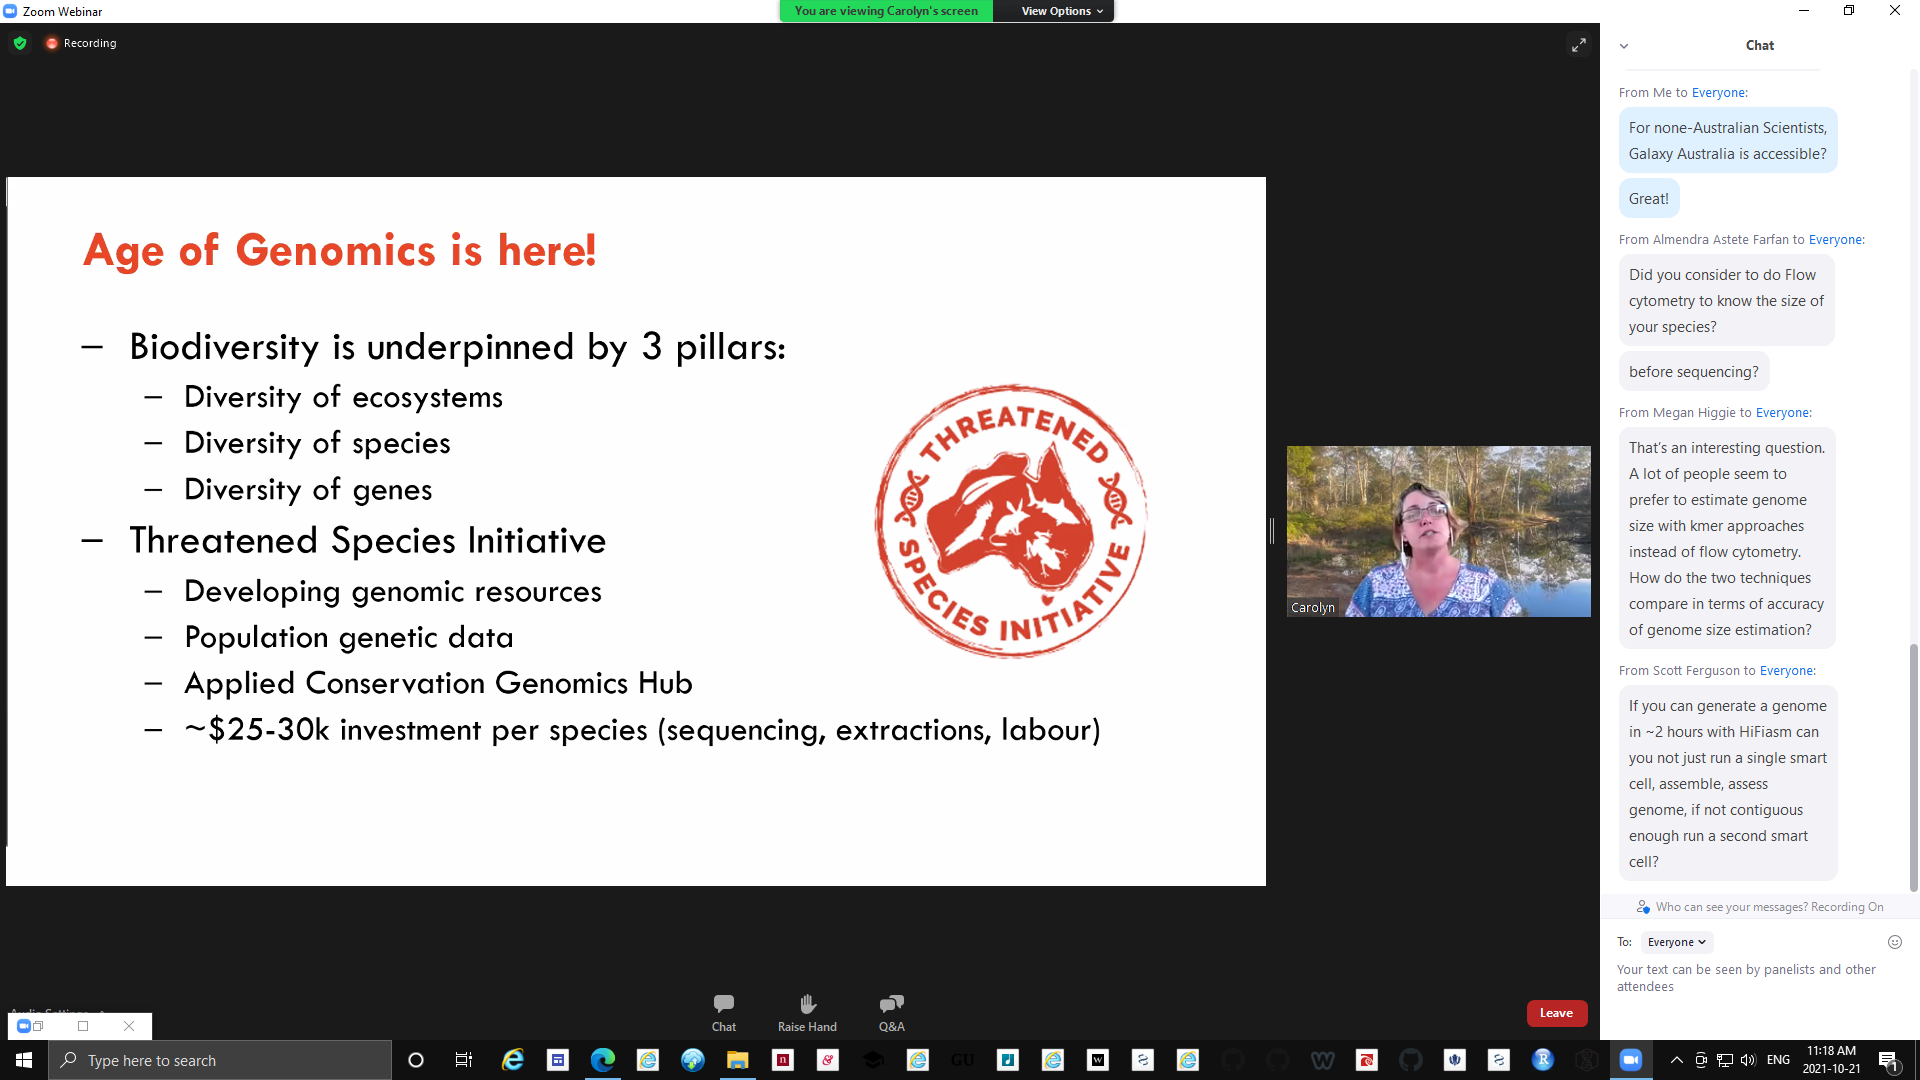 Zoom Webinar
You are viewing Carolyn's screen
View Options
Recording
Age of Genomics is here!
– Biodiversity is underpinned by 3 pillars:
– Diversity of ecosystems
– Diversity of species
– Diversity of genes
– Threatened Species Initiative
– Developing genomic resources
– Population genetic data
– Applied Conservation Genomics Hub
– ~$25-30k investment per species (sequencing, extractions, labour)
THREATENED
SPECIES INITIATIVE
Carolyn
Chat
From Me to Everyone:
For none-Australian Scientists,
Galaxy Australia is accessible?
Great!
From Almendra Astete Farfan to Everyone:
Did you consider to do Flow
cytometry to know the size of
your species?
before sequencing?
From Megan Higgie to Everyone:
That's an interesting question.
A lot of people seem to
prefer to estimate genome
size with kmer approaches
instead of flow cytometry.
How do the two techniques
compare in terms of accuracy
of genome size estimation?
From Scott Ferguson to Everyone:
If you can generate a genome
in ~2 hours with HiFiasm can
you not just run a single smart
cell, assemble, assess
genome, if not contiguous
enough run a second smart
cell?
Who can see your messages? Recording On
To: Everyone
Your text can be seen by panelists and other
attendees
Chat
Raise Hand
Q&A
Leave
Type here to search
GU
ENG
11:18 AM
2021-10-21
1